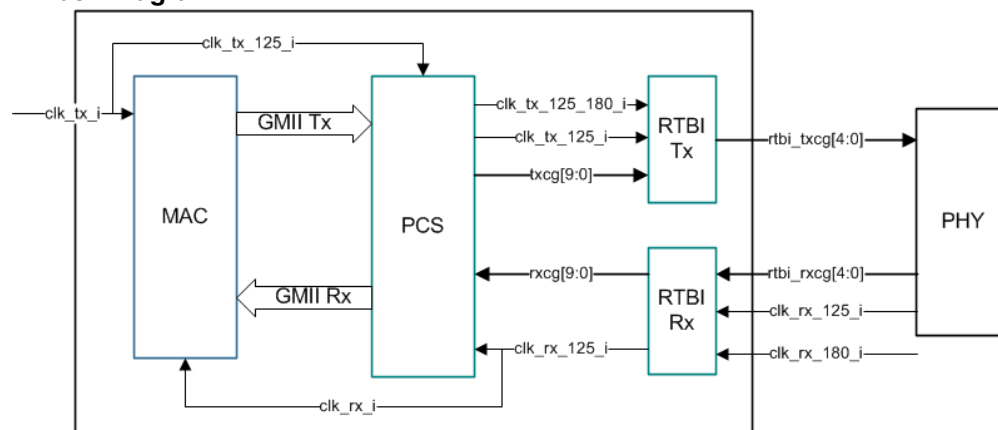 clk_tx_125_i
clk_tx_i
GMII Tx
MAC
GMII Rx
clk_rx_i
PCS
clk_tx_125_180_i
clk_tx_125_i
txcg[9:0]
rxcg[9:0]
clk_rx_125_i
RTBI
Tx
RTBI
Rx
rtbi_txcg[4:0]
rtbi_rxcg[4:0]
clk_rx_125_i
clk_rx_180_i
PHY